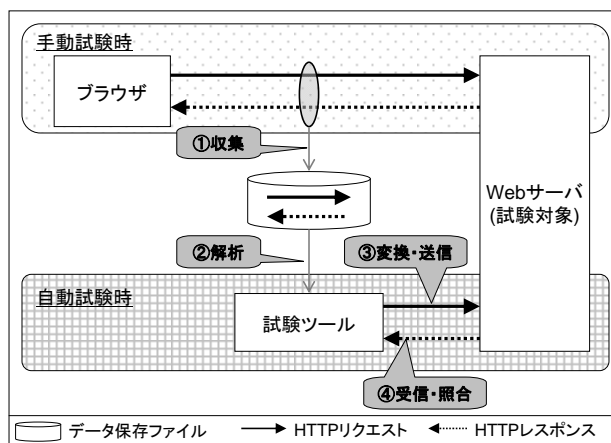 手動試験時
ブラウザ
①収集
Webサーバ
(試験対象)
②解析
③変換・送信
自動試験時
試験ツール
④受信・照合
データ保存ファイル
HTTPリクエスト
HTTPレスポンス